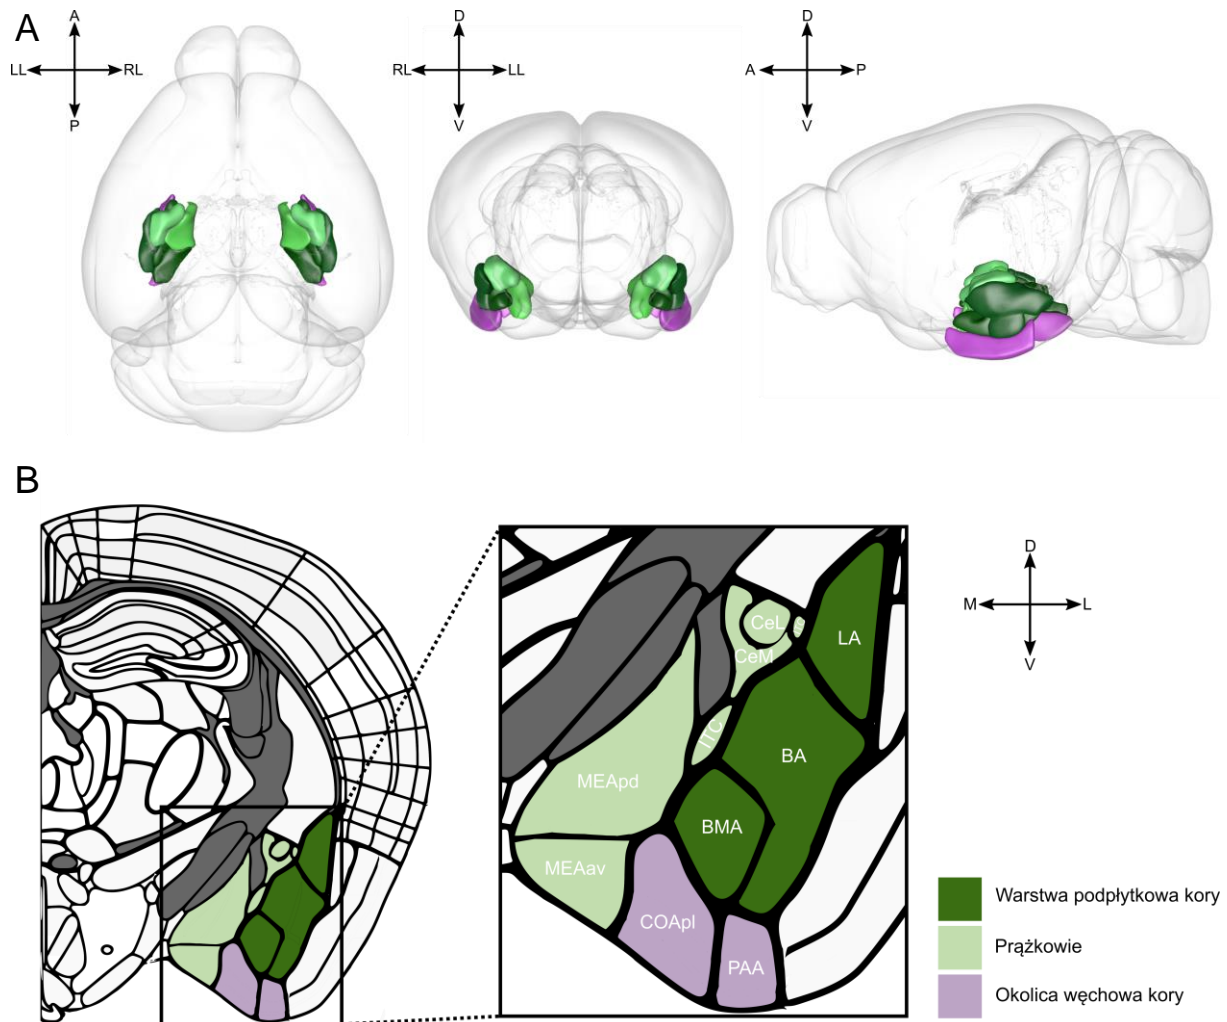 A
A
LL RL
P
D
RL LL
V
D
A P
V
B
D
M L
V
CeL
CeM
LA
ITC
BA
MEApd
BMA
MEAav
COApl
PAA
Warstwa podpłytkowa kory
Prążkowie
Okolica węchowa kory